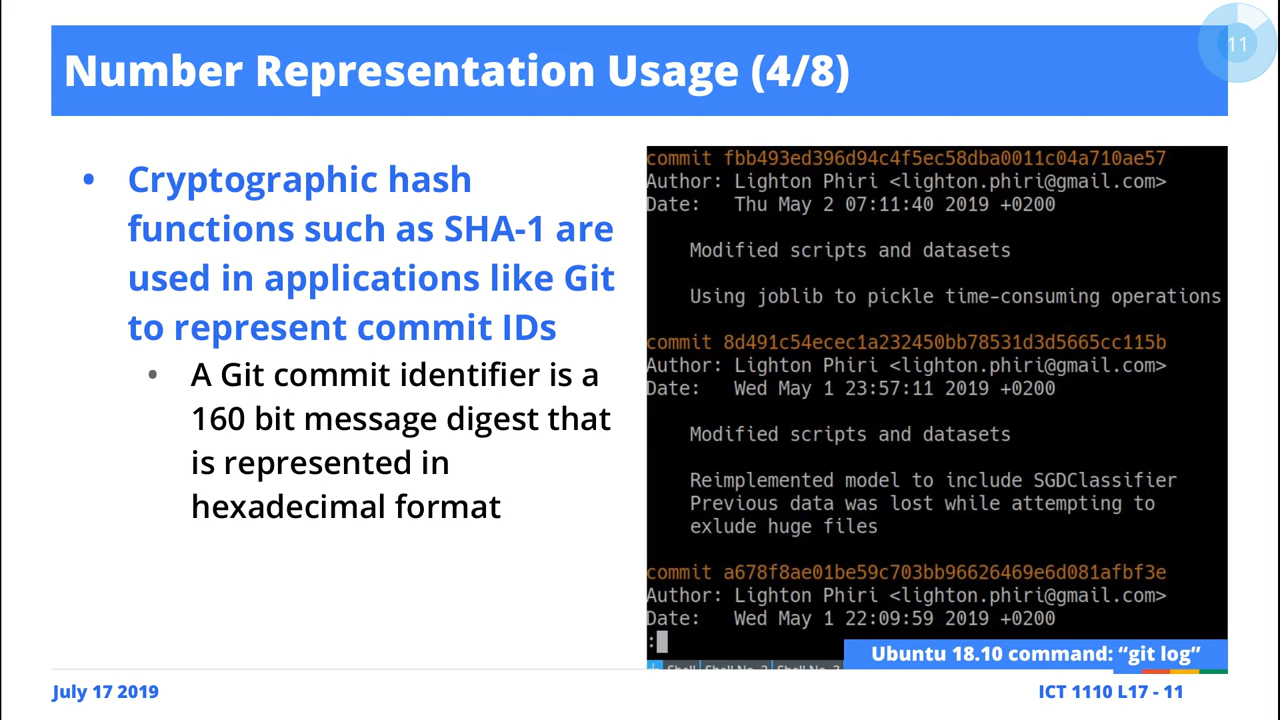 11
Number Representation Usage (4/8)
• Cryptographic hash
functions such as SHA-1 are
used in applications like Git
to represent commit IDs
• A Git commit identifier is a
160 bit message digest that
is represented in
hexadecimal format
commit fbb493ed396d94c4f5ec58dba0011c04a710ae57
Author: Lighton Phiri <lighton.phiri@gmail.com>
Date:   Thu May 2 07:11:40 2019 +0200
Modified scripts and datasets
Using joblib to pickle time-consuming operations
commit 8d491c54ecec1a232450bb78531d3d5665cc115b
Author: Lighton Phiri <lighton.phiri@gmail.com>
Date:   Wed May 1 23:57:11 2019 +0200
Modified scripts and datasets
Reimplemented model to include SGDClassifier
Previous data was lost while attempting to
exlude huge files
commit a678f8ae01be59c703bb96626469e6d081afbf3e
Author: Lighton Phiri <lighton.phiri@gmail.com>
Date:   Wed May 1 22:09:59 2019 +0200
:
Ubuntu 18.10 command: “git log”
July 17 2019
ICT 1110 L17 - 11